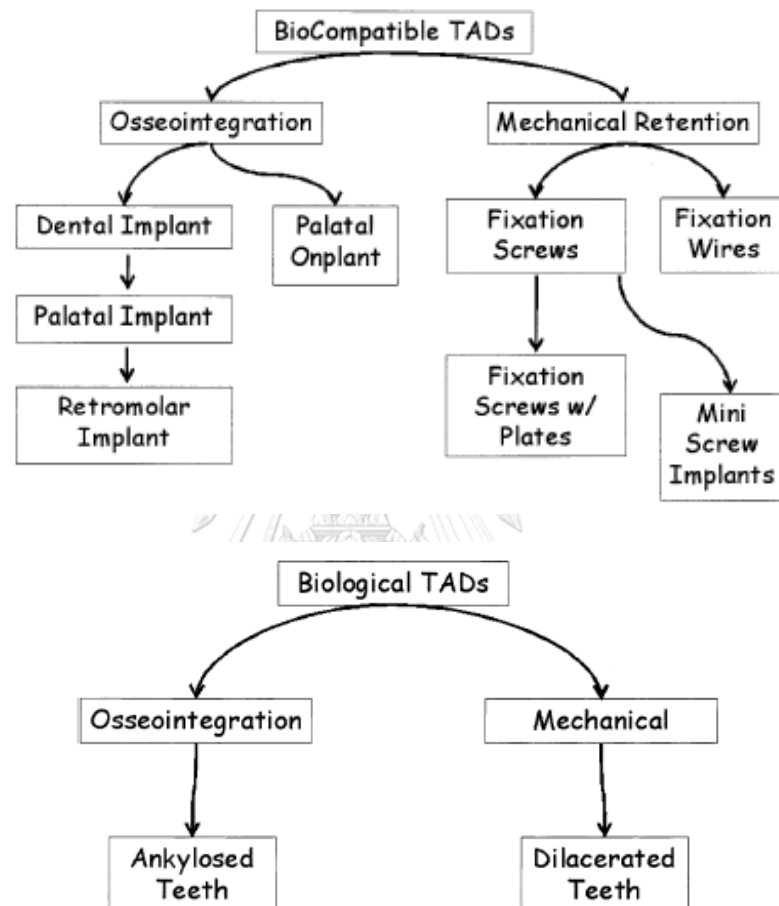 BioCompatible TADs
Osseointegration
Mechanical Retention
Dental Implant
Palatal
Onplant
Fixation
Screws
Fixation
Wires
Palatal Implant
Retromolar
Implant
Fixation
Screws w/
Plates
Mini
Screw
Implants
Biological TADs
Osseointegration
Mechanical
Ankylosed
Teeth
Dilacerated
Teeth